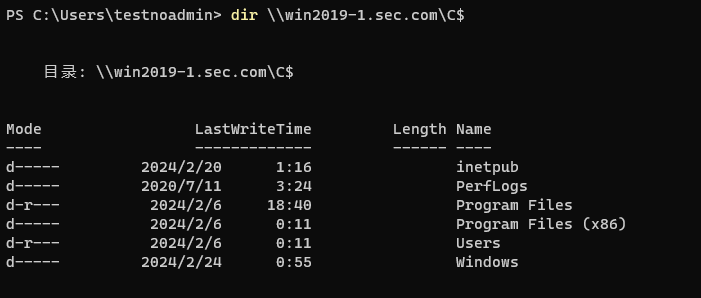 PS C:\Users\testnoadmin> dir \\win2019-1.sec.com\C$
目录: \\win2019-1.sec.com\C$
Mode LastWriteTime Length Name
---- ------------- ------ ----
d----- 2024/2/20 1:16 inetpub
d----- 2020/7/11 3:24 PerfLogs
d-r--- 2024/2/6 18:40 Program Files
d----- 2024/2/6 0:11 Program Files (x86)
d-r--- 2024/2/6 0:11 Users
d----- 2024/2/24 0:55 Windows